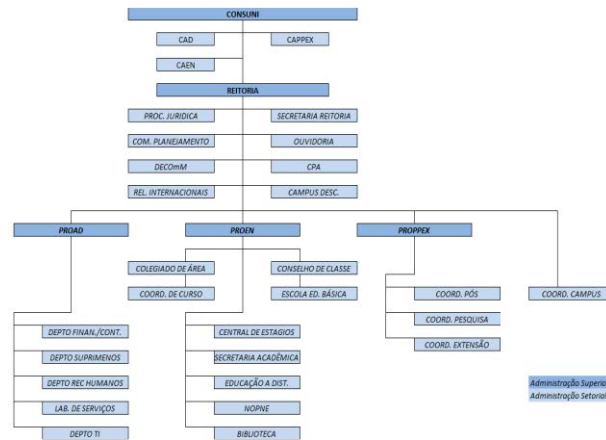 CONSUNI
CAD CAPPEX
CAEN
REITORIA
PROC. JURIDICA SECRETARIA REITORIA
COM. PLANEJAMENTO OUVIDORIA
DECOmM CPA
REL. INTERNACIONAIS CAMPUS DESC.
PROAD PROEN PROPPEX
COLEGIADO DE ÁREA CONSELHO DE CLASSE
COORD. DE CURSO ESCOLA ED. BÁSICA COORD. PÓS COORD. CAMPUS
COORD. PESQUISA
DEPTO FINAN./CONT. CENTRAL DE ESTAGIOS
COORD. EXTENSÃO
DEPTO SUPRIMENOS SECRETARIA ACADÊMICA
DEPTO REC HUMANOS EDUCAÇÃO A DIST.
Administração Superio
Administração Setorial
LAB. DE SERVIÇOS NOPNE
DEPTO TI BIBLIOTECA